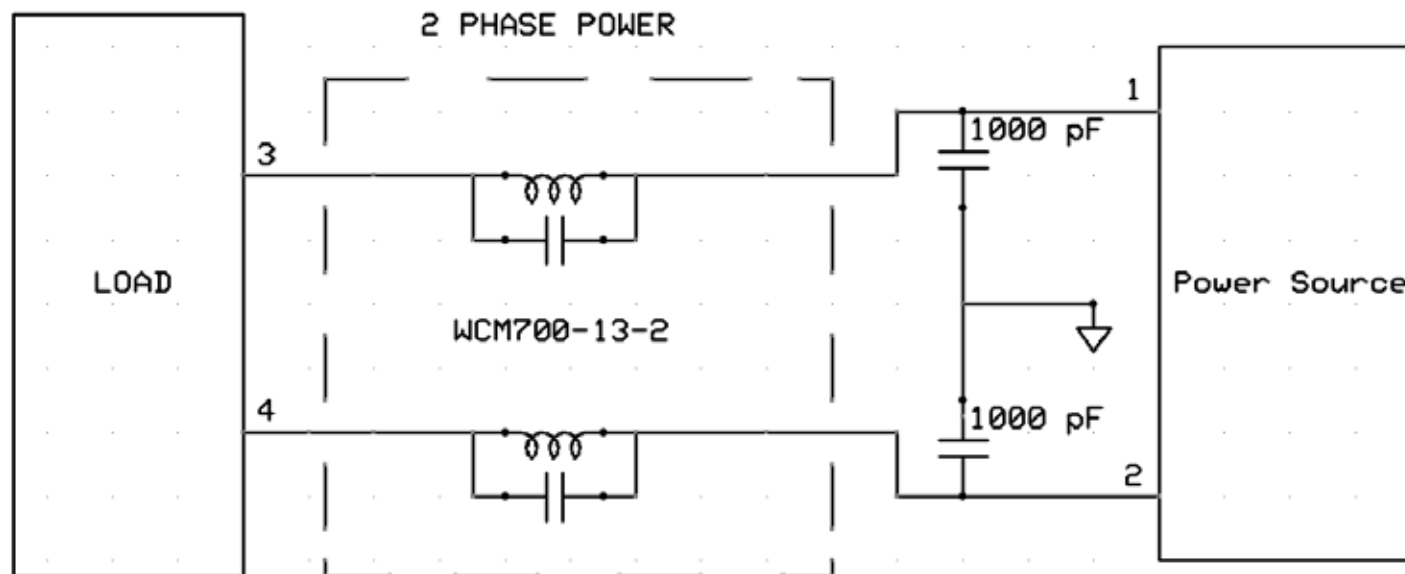 2 PHASE POWER
1
1000 pF
3
LOAD
Power Source
WCM700-13-2
4
1000 pF
2